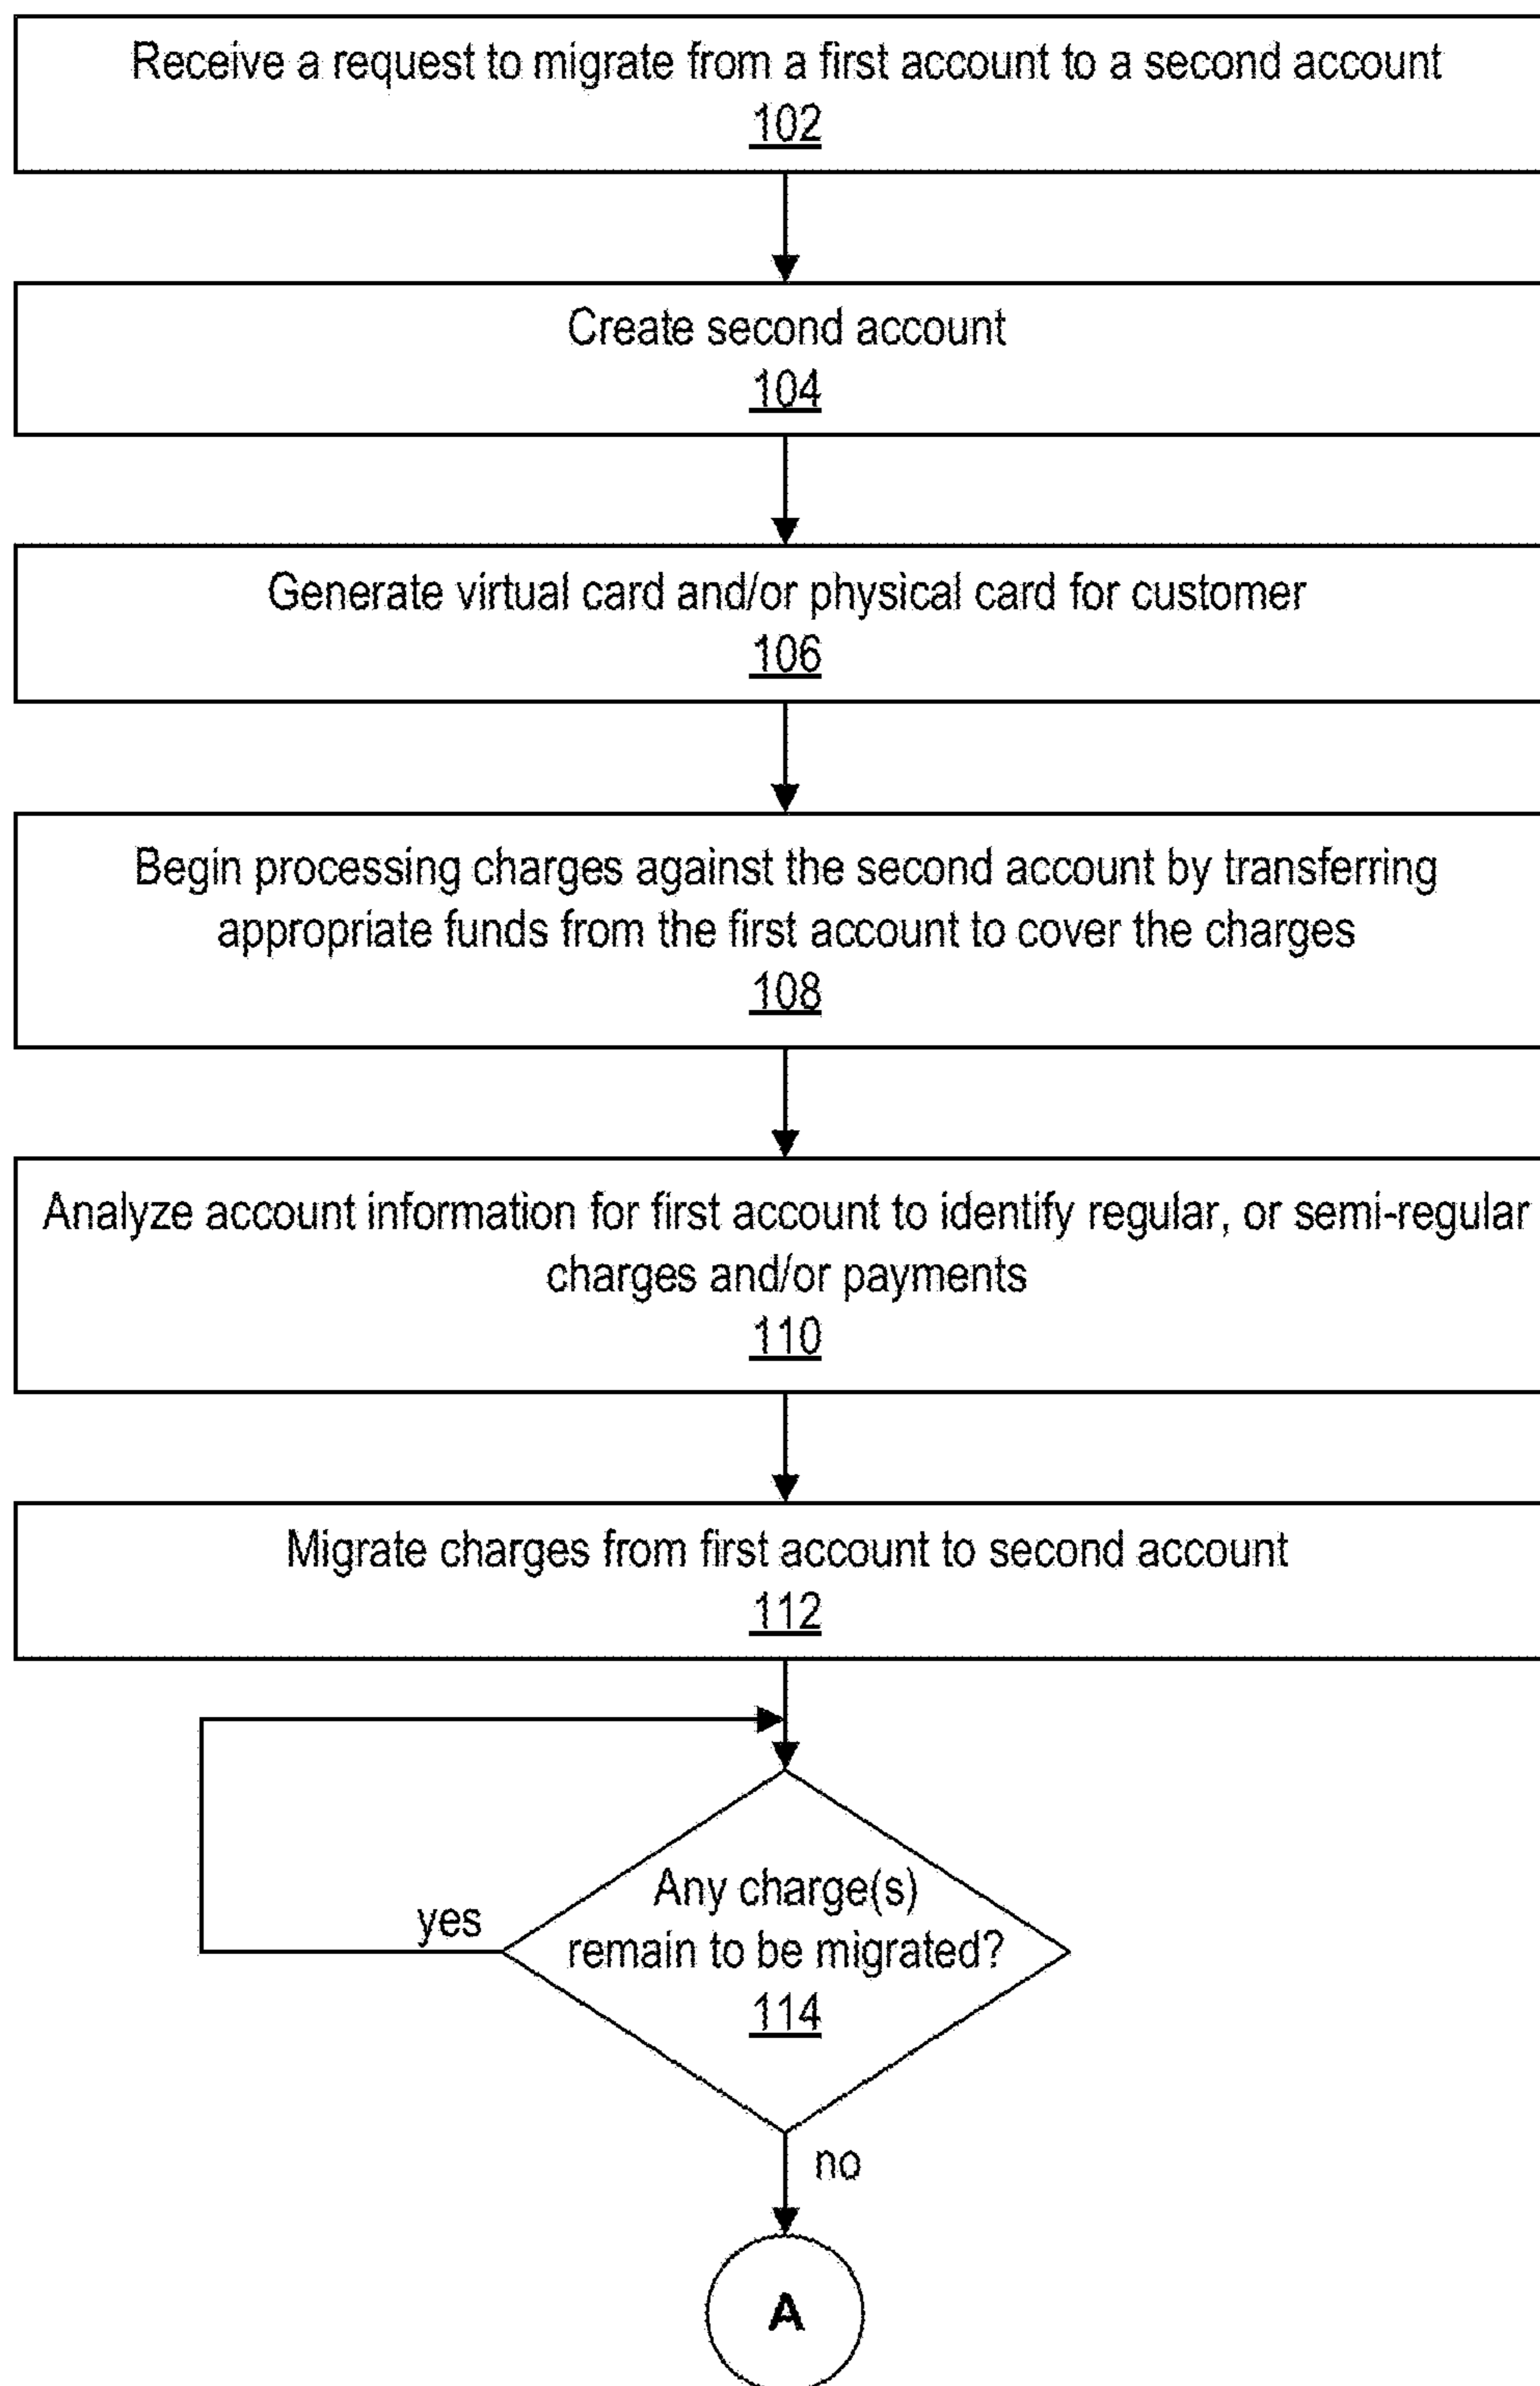 Receive a request to migrate from a first account to a second account
102
Create second account
104
Generate virtual card and/or physical card for customer
106
Begin processing charges against the second account by transferring
appropriate funds from the first account to cover the charges
108
Analyze account information for first account to identify regular, or semi-regular
charges and/or payments
110
Migrate charges from first account to second account
112
Any charge(s)
yes
remain to be migrated?
114
no
A